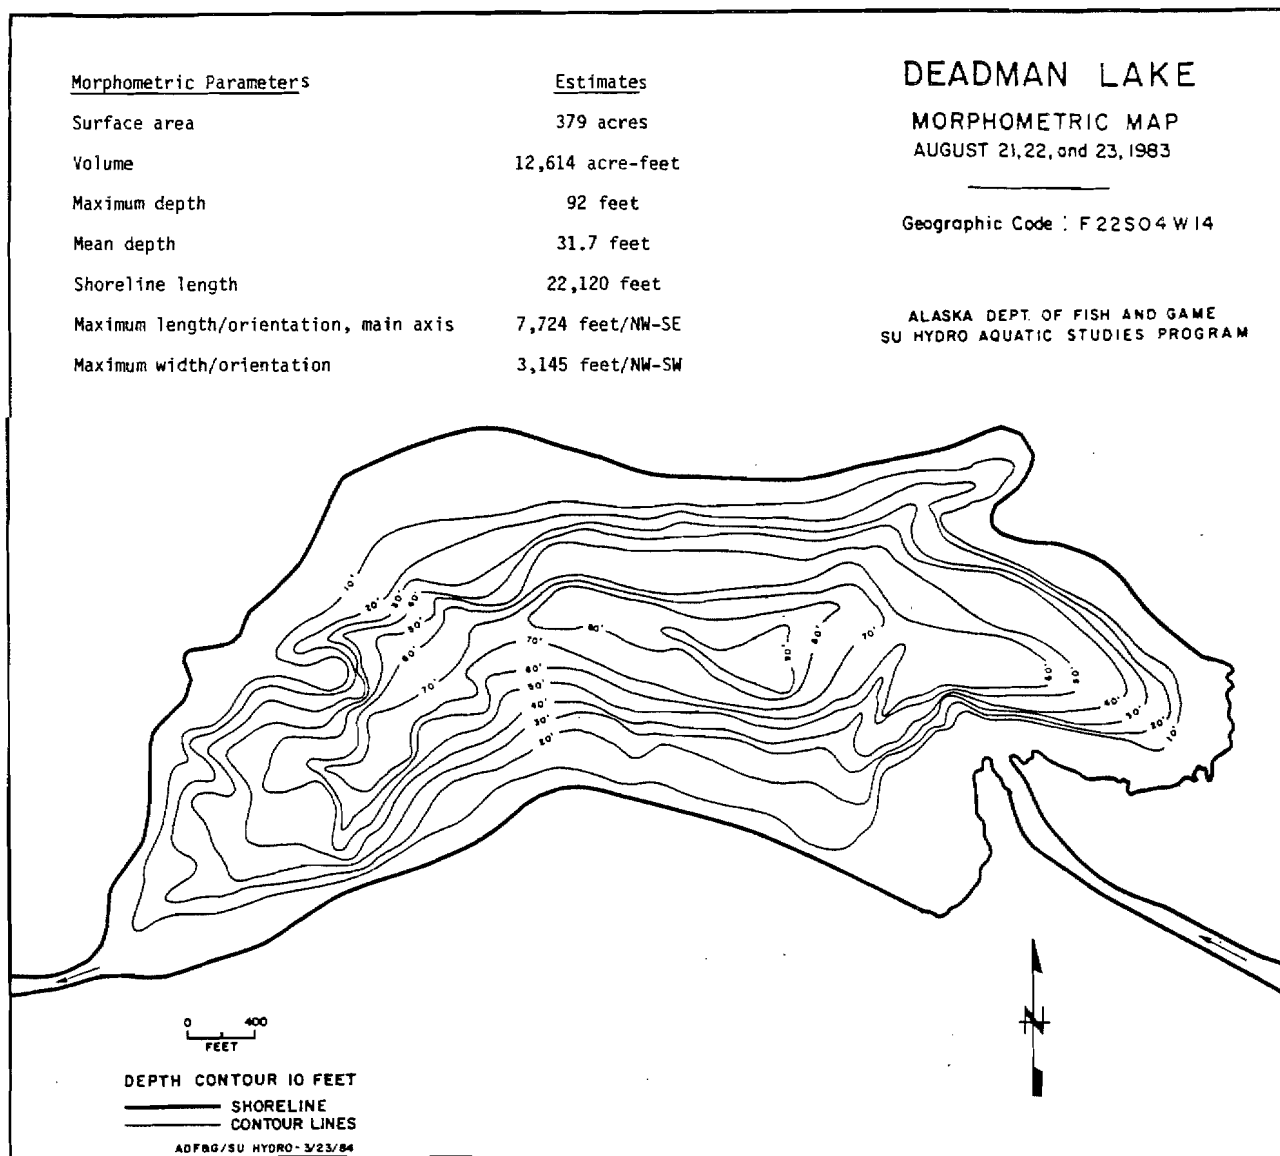 Morphometric Parameters Estimates
Surface area 379 acres
Volume 12,614 acre-feet
Maximum depth 92 feet
Mean depth 31.7 feet
Shoreline length 22,120 feet
Maximum length/orientation, main axis 7,724 feet/NW-SE
Maximum width/orientation 3,145 feet/NW-SW
DEADMAN LAKE
MORPHOMETRIC MAP
AUGUST 21,22, and 23, 1983
Geographic Code : F22S04W14
ALASKA DEPT. OF FISH AND GAME
SU HYDRO AQUATIC STUDIES PROGRAM
10'
20'
30'
40'
50'
60'
70'
70'
60'
50'
40'
30'
20'
80'
90'
80'
70'
60'
50'
40'
30'
20'
10'
N
0 400
FEET
DEPTH CONTOUR 10 FEET
SHORELINE
CONTOUR LINES
ADF&G/SU HYDRO-3/23/84